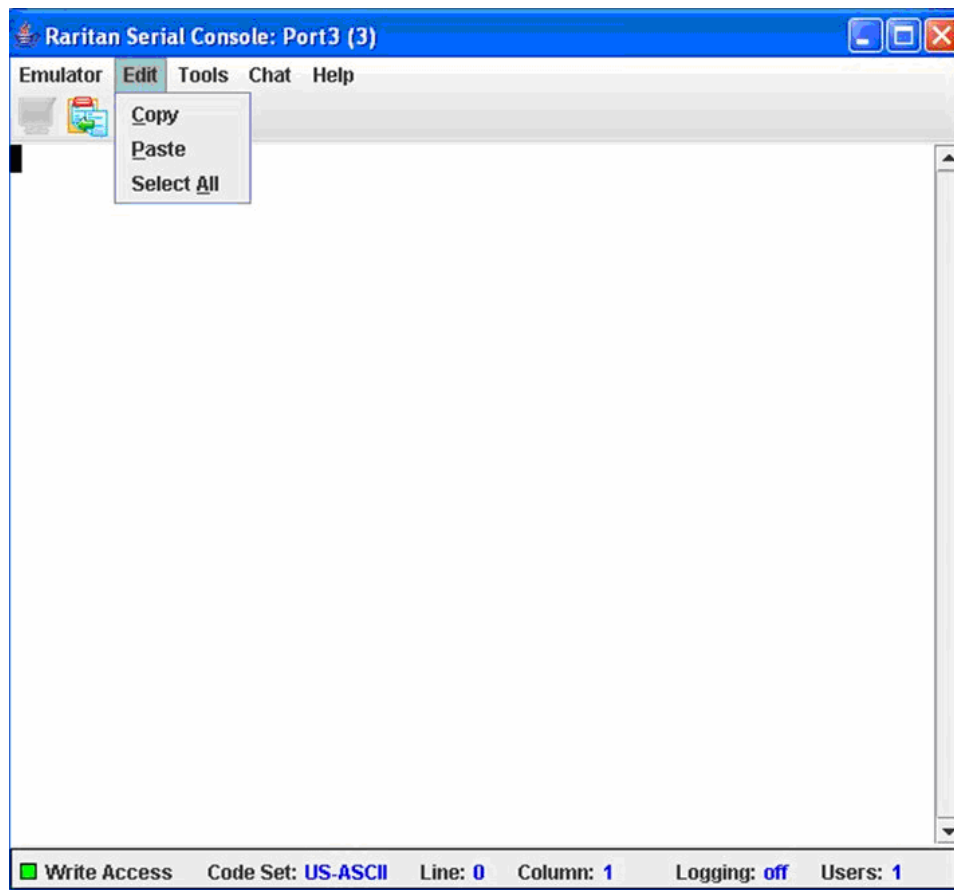 Raritan Serial Console: Port3 (3)
Emulator Edit Tools Chat Help
Copy
Paste
Select All
Write Access Code Set: US-ASCII Line: 0 Column: 1 Logging: off Users: 1